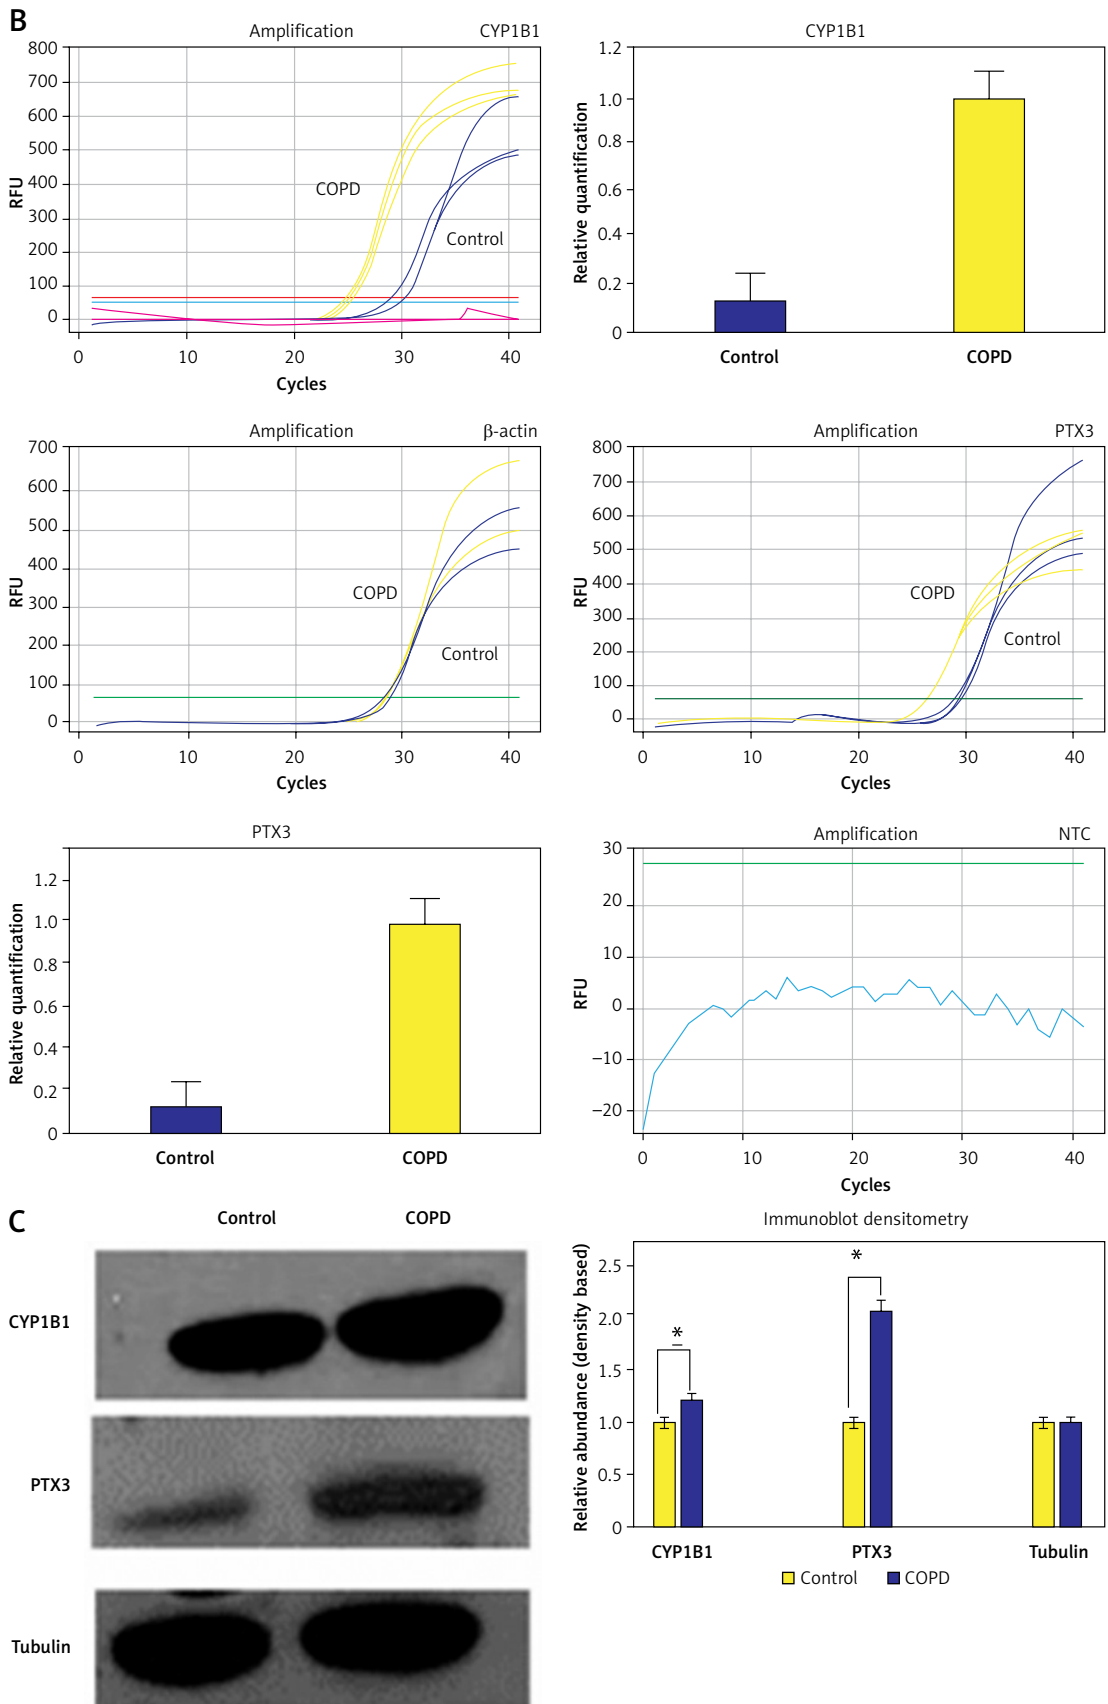 B
Amplification CYP1B1
800
700
600
500
400
300
200
100
0
RFU
COPD
Control
0 10 20 30 40
Cycles
CYP1B1
1.2
1.0
0.8
0.6
0.4
0.2
0
Relative quantification
Control COPD
Amplification β-actin
700
600
500
400
300
200
100
0
RFU
COPD
Control
0 10 20 30 40
Cycles
Amplification PTX3
800
700
600
500
400
300
200
100
0
RFU
COPD
Control
0 10 20 30 40
Cycles
PTX3
1.2
1.0
0.8
0.6
0.4
0.2
0
Relative quantification
Control COPD
Amplification NTC
30
20
10
0
−10
−20
RFU
0 10 20 30 40
Cycles
C
Control COPD
CYP1B1
PTX3
Tubulin
Immunoblot densitometry
2.5
2.0
1.5
1.0
0.5
0
Relative abundance (density based)
*
*
CYP1B1 PTX3 Tubulin
Control COPD